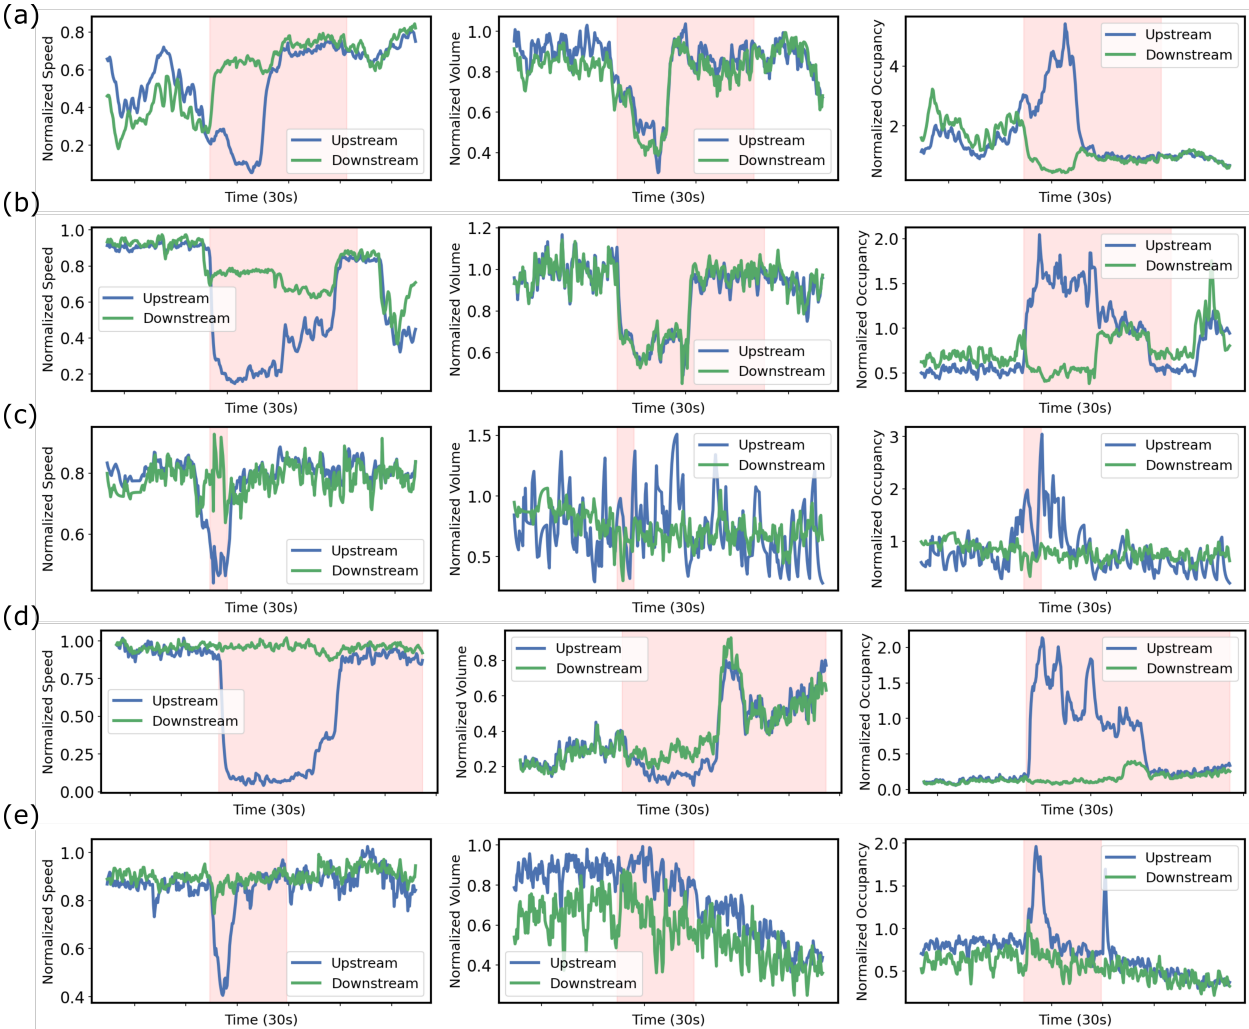 (a)
Normalized Speed
0.8
0.6
0.4
0.2
Upstream
Downstream
Time (30s)
Normalized Volume
1.0
0.8
0.6
0.4
Upstream
Downstream
Time (30s)
Normalized Occupancy
4
2
Upstream
Downstream
Time (30s)
(b)
Normalized Speed
1.0
0.8
0.6
0.4
0.2
Upstream
Downstream
Time (30s)
Normalized Volume
1.2
1.0
0.8
0.6
Upstream
Downstream
Time (30s)
Normalized Occupancy
2.0
1.5
1.0
0.5
Upstream
Downstream
Time (30s)
(c)
Normalized Speed
0.8
0.6
Upstream
Downstream
Time (30s)
Normalized Volume
1.5
1.0
0.5
Upstream
Downstream
Time (30s)
Normalized Occupancy
3
2
1
Upstream
Downstream
Time (30s)
(d)
Normalized Speed
1.00
0.75
0.50
0.25
0.00
Upstream
Downstream
Time (30s)
Normalized Volume
0.8
0.6
0.4
0.2
Upstream
Downstream
Time (30s)
Normalized Occupancy
2.0
1.5
1.0
0.5
0.0
Upstream
Downstream
Time (30s)
(e)
Normalized Speed
1.0
0.8
0.6
0.4
Upstream
Downstream
Time (30s)
Normalized Volume
1.0
0.8
0.6
0.4
Upstream
Downstream
Time (30s)
Normalized Occupancy
2.0
1.5
1.0
0.5
Upstream
Downstream
Time (30s)